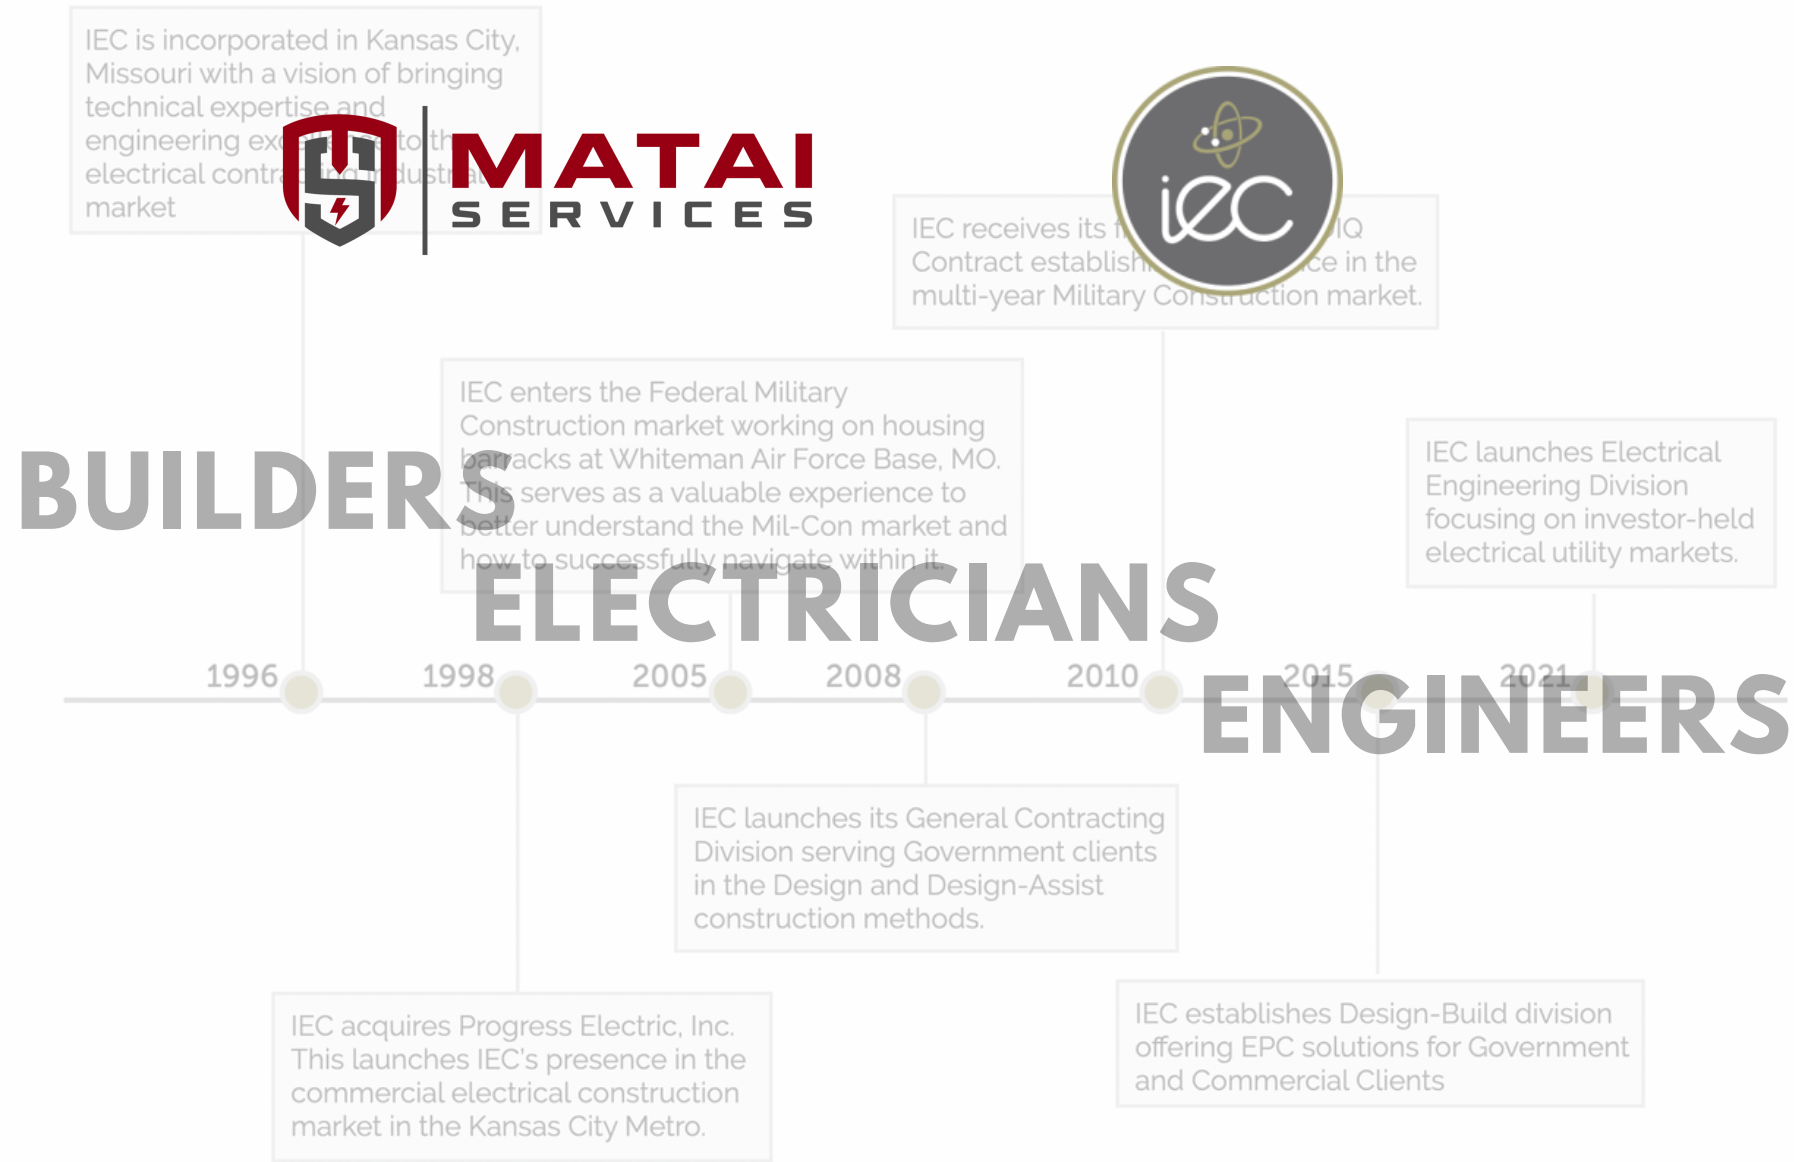 IEC is incorporated in Kansas City,
Missouri with a vision of bringing
technical expertise and
engineering to th
electrical contracting industrial
market
MATAI
SERVICES
iec
IEC receives its
Contract in the
multi-year Military Construction market.
IEC enters the Federal Military
Construction market working on housing
barracks at Whiteman Air Force Base, MO.
This serves as a valuable experience to
better understand the Mil-Con market and
how to successfully navigate within it.
IEC launches Electrical
Engineering Division
focusing on investor-held
electrical utility markets.
BUILDERS
ELECTRICIANS
ENGINEERS
1996 1998 2005 2008 2010 2015 2021
IEC launches its General Contracting
Division serving Government clients
in the Design and Design-Assist
construction methods.
IEC acquires Progress Electric, Inc.
This launches IEC's presence in the
commercial electrical construction
market in the Kansas City Metro.
IEC establishes Design-Build division
offering EPC solutions for Government
and Commercial Clients